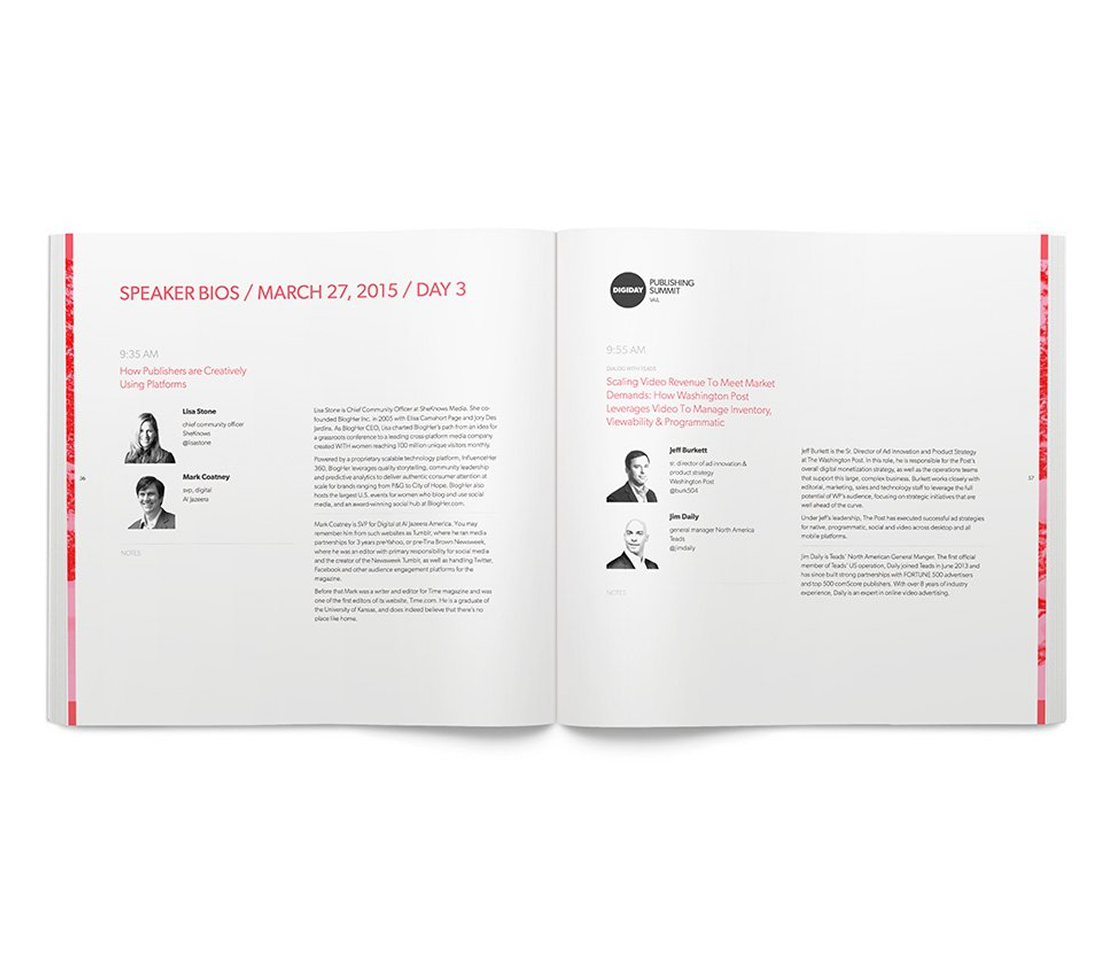 SPEAKER BIOS / MARCH 27, 2015 / DAY 3
9:35 AM
How Publishers are Creatively
Using Platforms
Lisa Stone
chief community officer
SheKnows
@lisastone
Mark Coatney
svp, digital
Al Jazeera
NOTES
Lisa Stone is Chief Community Officer at SheKnows Media. She co-
founded BlogHer Inc. in 2005 with Elisa Camahort Page and Jory Des
Jardins. As BlogHer CEO, Lisa charted BlogHer's path from an idea for
a grassroots conference to a leading cross-platform media company
created WITH women reaching 100 million unique visitors monthly.
Powered by a proprietary scalable technology platform, InfluenceHer
360, BlogHer leverages quality storytelling, community leadership
and predictive analytics to deliver authentic consumer attention at
scale for brands ranging from P&G to City of Hope. BlogHer also
hosts the largest U.S. events for women who blog and use social
media, and an award-winning social hub at BlogHer.com.
Mark Coatney is SVP for Digital at Al Jazeera America. You may
remember him from such websites as Tumblr, where he ran media
partnerships for 3 years pre-Yahoo, or pre-Tina Brown Newsweek,
where he was an editor with primary responsibility for social media
and the creator of the Newsweek Tumblr, as well as handling Twitter,
Facebook and other audience engagement platforms for the
magazine.
Before that Mark was a writer and editor for Time magazine and was
one of the first editors of its website, Time.com. He is a graduate of
the University of Kansas, and does indeed believe that there's no
place like home.
36
DIGIDAY
PUBLISHING
SUMMIT
VAIL
9:55 AM
DIALOG WITH TEADS
Scaling Video Revenue To Meet Market
Demands: How Washington Post
Leverages Video To Manage Inventory,
Viewability & Programmatic
Jeff Burkett
sr. director of ad innovation &
product strategy
Washington Post
@burk504
Jim Daily
general manager North America
Teads
@jimdaily
NOTES
Jeff Burkett is the Sr. Director of Ad Innovation and Product Strategy
at The Washington Post. In this role, he is responsible for the Post's
overall digital monetization strategy, as well as the operations teams
that support this large, complex business. Burkett works closely with
editorial, marketing, sales and technology staff to leverage the full
potential of WP's audience, focusing on strategic initiatives that are
well ahead of the curve.
Under Jeff's leadership, The Post has executed successful ad strategies
for native, programmatic, social and video across desktop and all
mobile platforms.
Jim Daily is Teads' North American General Manger. The first official
member of Teads' US operation, Daily joined Teads in June 2013 and
has since built strong partnerships with FORTUNE 500 advertisers
and top 500 comScore publishers. With over 8 years of industry
experience, Daily is an expert in online video advertising.
37